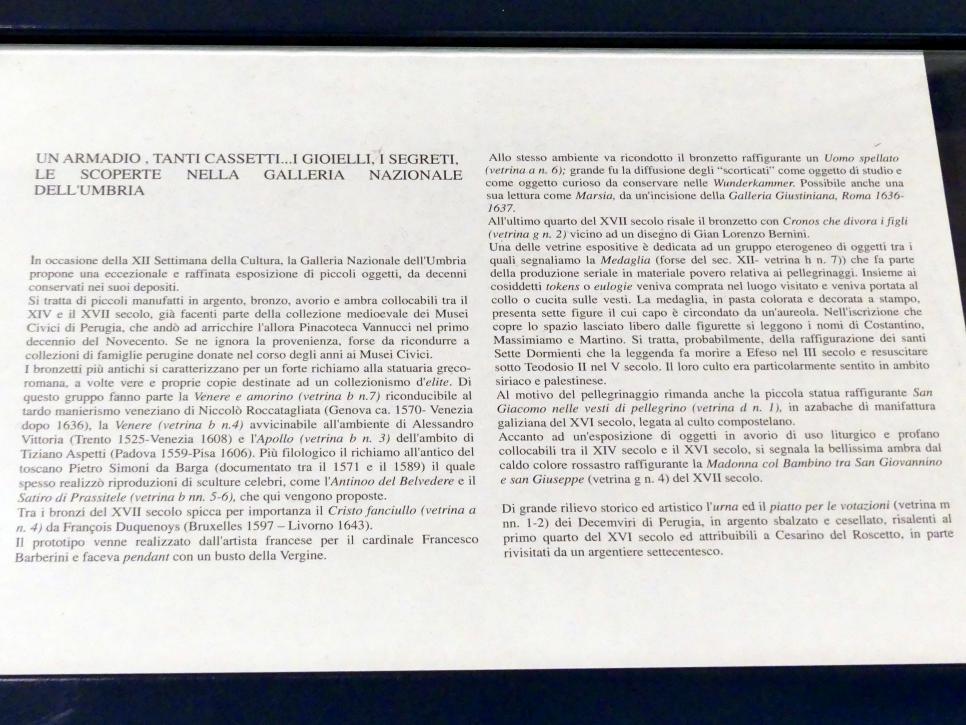 UN ARMADIO , TANTI CASSETTI...I GIOIELLI, I SEGRETI,
LE SCOPERTE NELLA GALLERIA NAZIONALE
DELL'UMBRIA
In occasione della XII Settimana della Cultura, la Galleria Nazionale dell'Umbria
propone una eccezionale e raffinata esposizione di piccoli oggetti, da decenni
conservati nei suoi depositi.
Si tratta di piccoli manufatti in argento, bronzo, avorio e ambra collocabili tra il
XIV e il XVII secolo, già facenti parte della collezione medioevale dei Musei
Civici di Perugia, che andò ad arricchire l'allora Pinacoteca Vannucci nel primo
decennio del Novecento. Se ne ignora la provenienza, forse da ricondurre a
collezioni di famiglie perugine donate nel corso degli anni ai Musei Civici.
I bronzetti più antichi si caratterizzano per un forte richiamo alla statuaria greco-
romana, a volte vere e proprie copie destinate ad un collezionismo d'elite. Di
questo gruppo fanno parte la Venere e amorino (vetrina b n.7) riconducibile al
tardo manierismo veneziano di Niccolò Roccatagliata (Genova ca. 1570- Venezia
dopo 1636), la Venere (vetrina b n.4) avvicinabile all'ambiente di Alessandro
Vittoria (Trento 1525-Venezia 1608) e l'Apollo (vetrina b n. 3) dell'ambito di
Tiziano Aspetti (Padova 1559-Pisa 1606). Più filologico il richiamo all'antico del
toscano Pietro Simoni da Barga (documentato tra il 1571 e il 1589) il quale
spesso realizzò riproduzioni di sculture celebri, come l'Antinoo del Belvedere e il
Satiro di Prassitele (vetrina b nn. 5-6), che qui vengono proposte.
Tra i bronzi del XVII secolo spicca per importanza il Cristo fanciullo (vetrina a
n. 4) da François Duquenoys (Bruxelles 1597 – Livorno 1643).
Il prototipo venne realizzato dall'artista francese per il cardinale Francesco
Barberini e faceva pendant con un busto della Vergine.
Allo stesso ambiente va ricondotto il bronzetto raffigurante un Uomo spellato
(vetrina a n. 6); grande fu la diffusione degli "scorticati" come oggetto di studio e
come oggetto curioso da conservare nelle Wunderkammer. Possibile anche una
sua lettura come Marsia, da un'incisione della Galleria Giustiniana, Roma 1636-
1637.
All'ultimo quarto del XVII secolo risale il bronzetto con Cronos che divora i figli
(vetrina g n. 2) vicino ad un disegno di Gian Lorenzo Bernini.
Una delle vetrine espositive è dedicata ad un gruppo eterogeneo di oggetti tra i
quali segnaliamo la Medaglia (forse del sec. XII- vetrina h n. 7)) che fa parte
della produzione seriale in materiale povero relativa ai pellegrinaggi. Insieme ai
cosiddetti tokens o eulogie veniva comprata nel luogo visitato e veniva portata al
collo o cucita sulle vesti. La medaglia, in pasta colorata e decorata a stampo,
presenta sette figure il cui capo è circondato da un'aureola. Nell'iscrizione che
copre lo spazio lasciato libero dalle figurette si leggono i nomi di Costantino,
Massimiamo e Martino. Si tratta, probabilmente, della raffigurazione dei santi
Sette Dormienti che la leggenda fa morire a Efeso nel III secolo e resuscitare
sotto Teodosio II nel V secolo. Il loro culto era particolarmente sentito in ambito
siriaco e palestinese.
Al motivo del pellegrinaggio rimanda anche la piccola statua raffigurante San
Giacomo nelle vesti di pellegrino (vetrina d n. 1), in azabache di manifattura
galiziana del XVI secolo, legata al culto compostelano.
Accanto ad un'esposizione di oggetti in avorio di uso liturgico e profano
collocabili tra il XIV secolo e il XVI secolo, si segnala la bellissima ambra dal
caldo colore rossastro raffigurante la Madonna col Bambino tra San Giovannino
e san Giuseppe (vetrina g n. 4) del XVII secolo.
Di grande rilievo storico ed artistico l'urna ed il piatto per le votazioni (vetrina m
nn. 1-2) dei Decemviri di Perugia, in argento sbalzato e cesellato, risalenti al
primo quarto del XVI secolo ed attribuibili a Cesarino del Roscetto, in parte
rivisitati da un argentiere settecentesco.